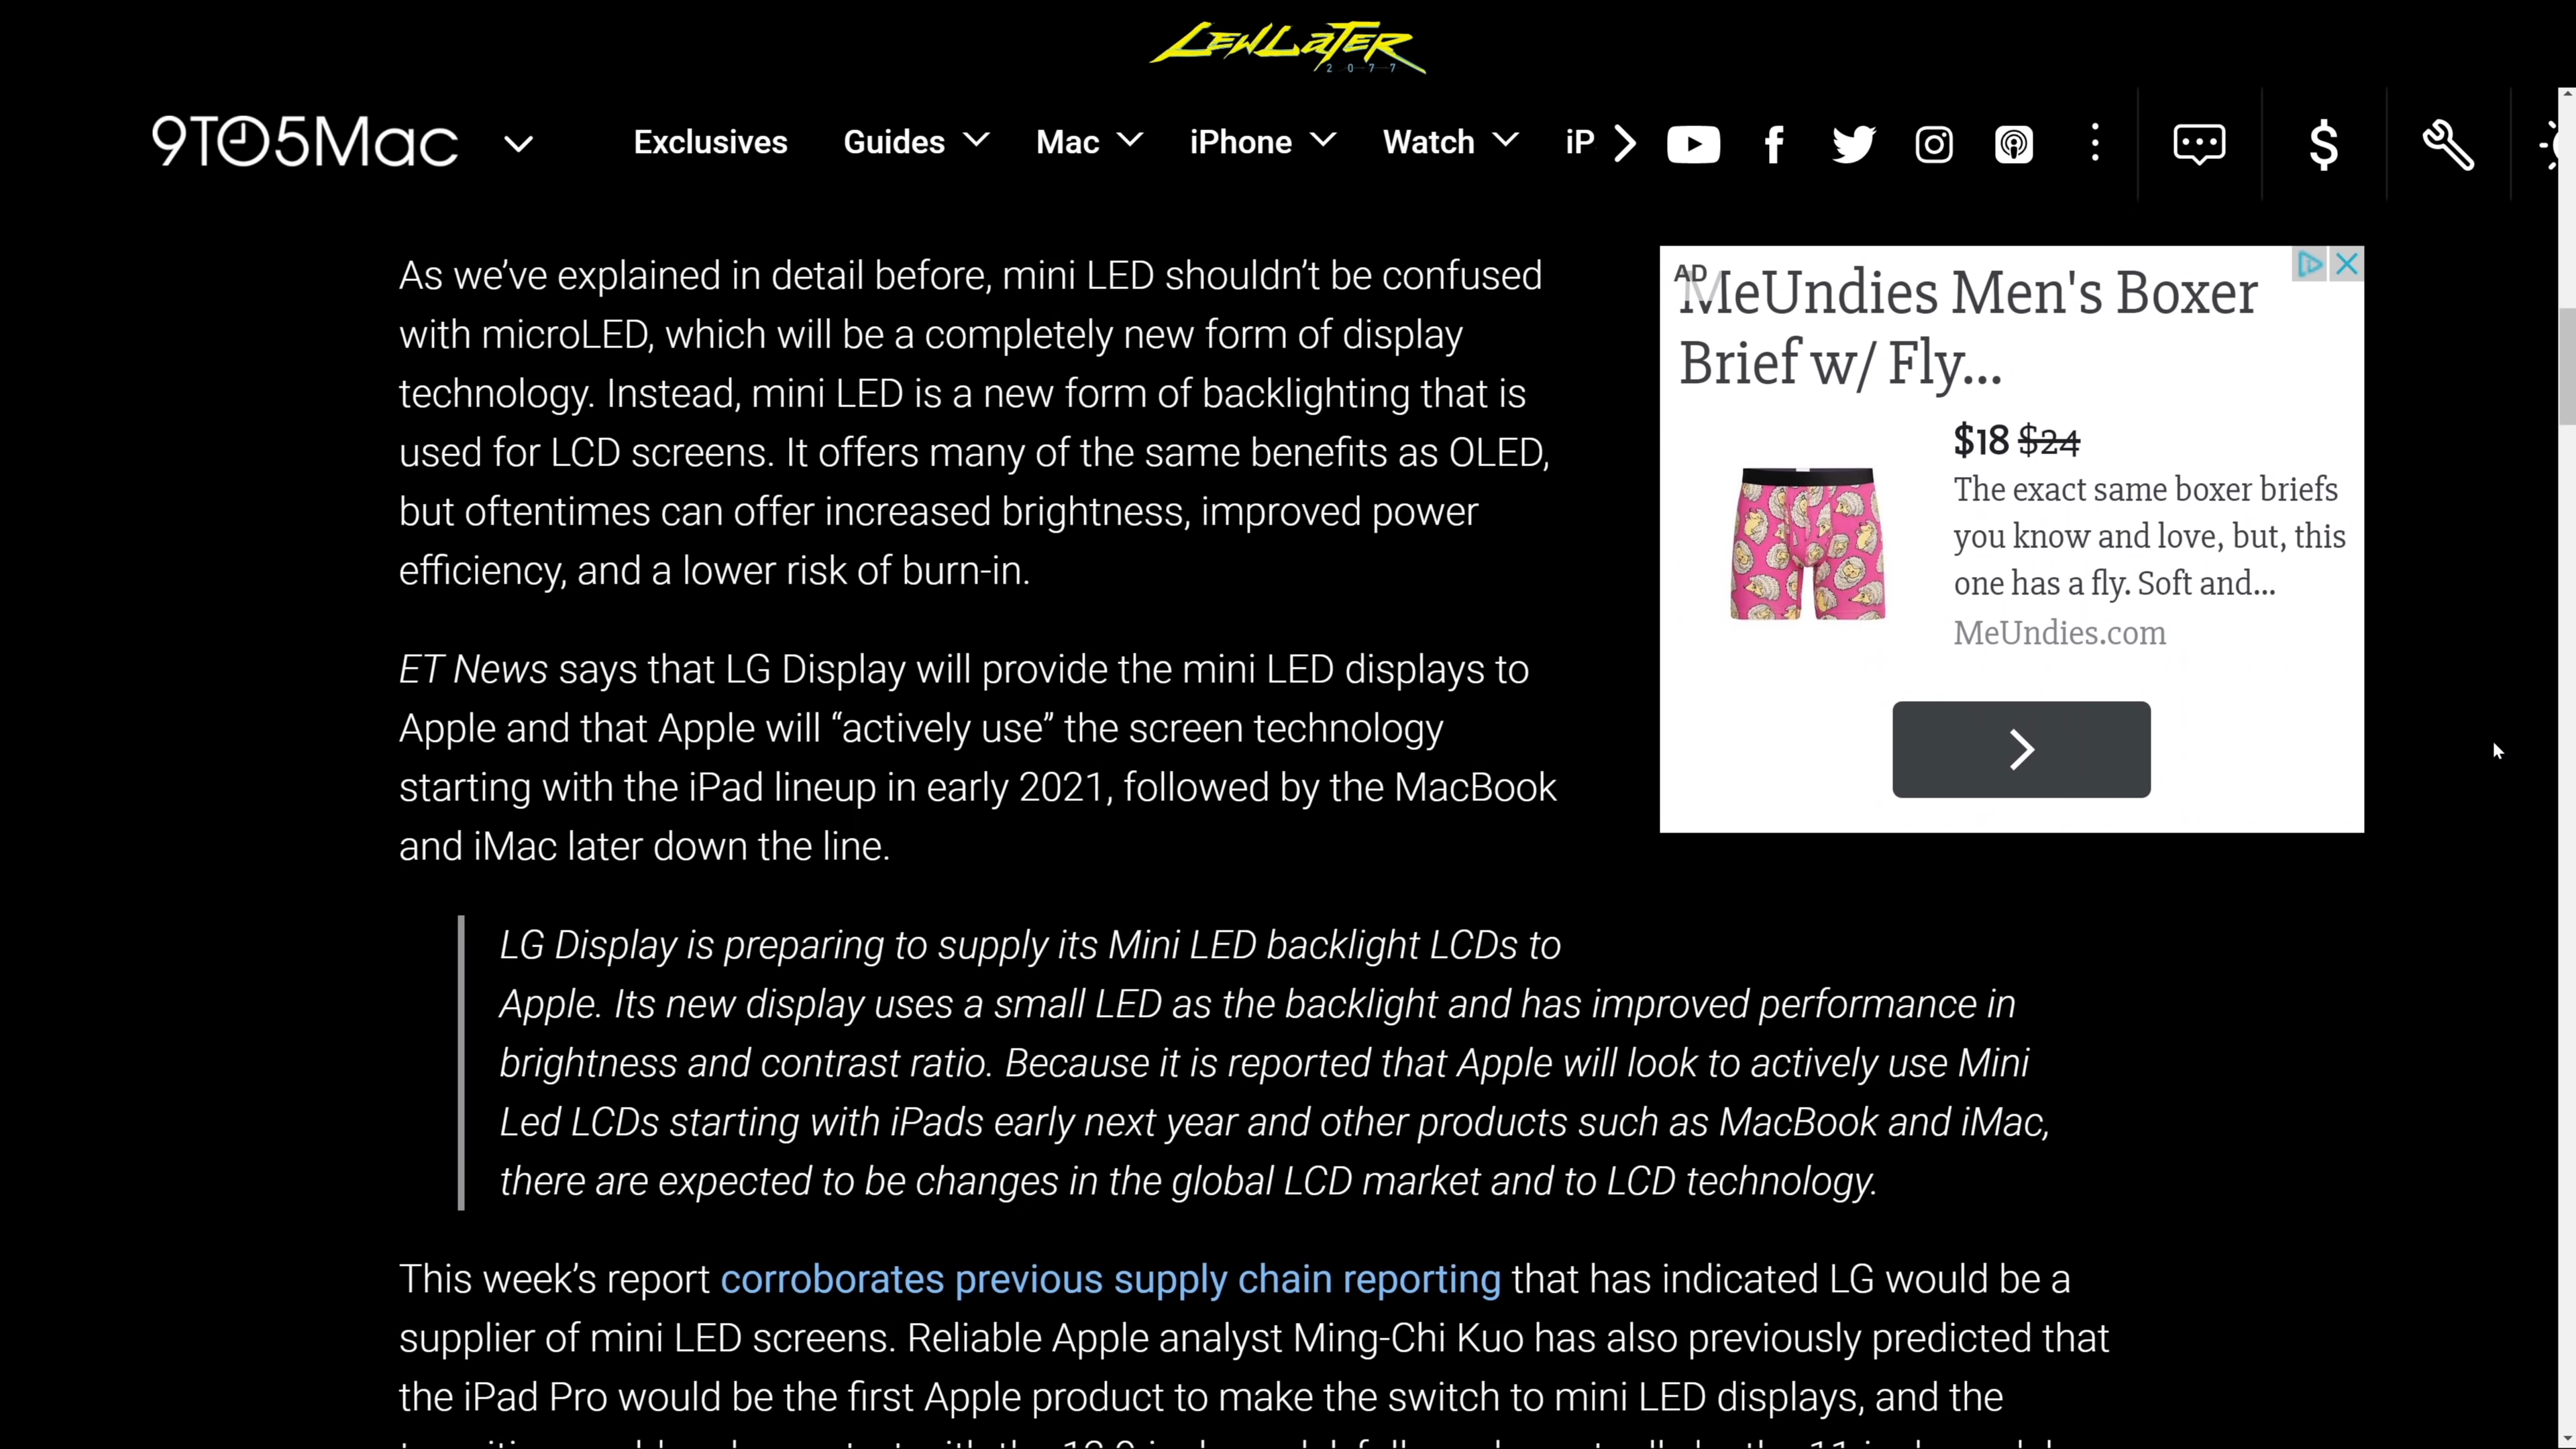 LEWLATER
2077
9TO5Mac
Exclusives Guides Mac iPhone Watch iP
As we’ve explained in detail before, mini LED shouldn’t be confused
with microLED, which will be a completely new form of display
technology. Instead, mini LED is a new form of backlighting that is
used for LCD screens. It offers many of the same benefits as OLED,
but oftentimes can offer increased brightness, improved power
efficiency, and a lower risk of burn-in.
ET News says that LG Display will provide the mini LED displays to
Apple and that Apple will “actively use” the screen technology
starting with the iPad lineup in early 2021, followed by the MacBook
and iMac later down the line.
AD
MeUndies Men's Boxer
Brief w/ Fly...
$18 $24
The exact same boxer briefs
you know and love, but, this
one has a fly. Soft and...
MeUndies.com
LG Display is preparing to supply its Mini LED backlight LCDs to
Apple. Its new display uses a small LED as the backlight and has improved performance in
brightness and contrast ratio. Because it is reported that Apple will look to actively use Mini
Led LCDs starting with iPads early next year and other products such as MacBook and iMac,
there are expected to be changes in the global LCD market and to LCD technology.
This week’s report corroborates previous supply chain reporting that has indicated LG would be a
supplier of mini LED screens. Reliable Apple analyst Ming-Chi Kuo has also previously predicted that
the iPad Pro would be the first Apple product to make the switch to mini LED displays, and the